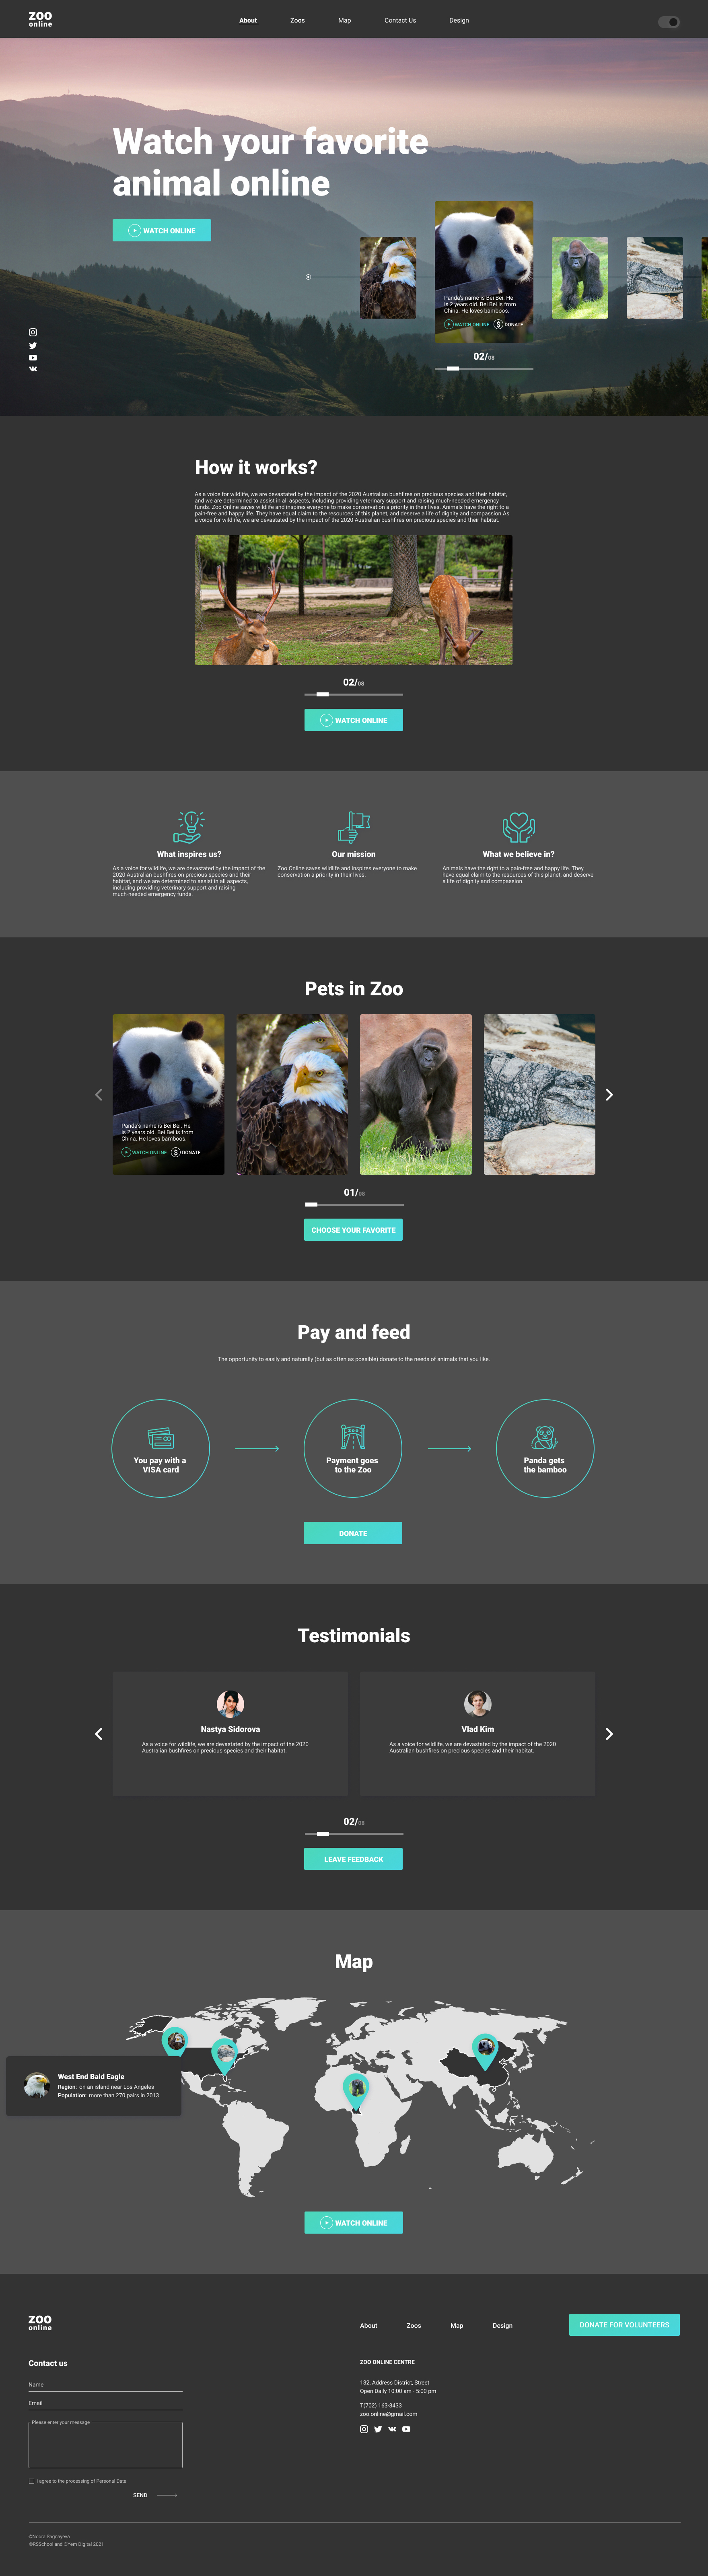 ZOO
online
About
Zoos
Map
Contact Us
Design
Watch your favorite
animal online
WATCH ONLINE
Panda's name is Bei Bei. He
is 2 years old. Bei Bei is from
China. He loves bamboos.
WATCH ONLINE
DONATE
02/08
How it works?
As a voice for wildlife, we are devastated by the impact of the 2020 Australian bushfires on precious species and their habitat,
and we are determined to assist in all aspects, including providing veterinary support and raising much-needed emergency
funds. Zoo Online saves wildlife and inspires everyone to make conservation a priority in their lives. Animals have the right to a
pain-free and happy life. They have equal claim to the resources of this planet, and deserve a life of dignity and compassion.As
a voice for wildlife, we are devastated by the impact of the 2020 Australian bushfires on precious species and their habitat.
02/08
WATCH ONLINE
What inspires us?
As a voice for wildlife, we are devastated by the impact of the
2020 Australian bushfires on precious species and their
habitat, and we are determined to assist in all aspects,
including providing veterinary support and raising
much-needed emergency funds.
Our mission
Zoo Online saves wildlife and inspires everyone to make
conservation a priority in their lives.
What we believe in?
Animals have the right to a pain-free and happy life. They
have equal claim to the resources of this planet, and deserve
a life of dignity and compassion.
Pets in Zoo
Panda's name is Bei Bei. He
is 2 years old. Bei Bei is from
China. He loves bamboos.
WATCH ONLINE
DONATE
01/08
CHOOSE YOUR FAVORITE
Pay and feed
The opportunity to easily and naturally (but as often as possible) donate to the needs of animals that you like.
You pay with a
VISA card
Payment goes
to the Zoo
Panda gets
the bamboo
DONATE
Testimonials
Nastya Sidorova
As a voice for wildlife, we are devastated by the impact of the 2020
Australian bushfires on precious species and their habitat.
Vlad Kim
As a voice for wildlife, we are devastated by the impact of the 2020
Australian bushfires on precious species and their habitat.
02/08
LEAVE FEEDBACK
Map
West End Bald Eagle
Region: on an island near Los Angeles
Population: more than 270 pairs in 2013
WATCH ONLINE
ZOO
online
About
Zoos
Map
Design
DONATE FOR VOLUNTEERS
Contact us
Name
Email
Please enter your message
I agree to the processing of Personal Data
SEND
ZOO ONLINE CENTRE
132, Address District, Street
Open Daily 10:00 am - 5:00 pm
T(702) 163-3433
zoo.online@gmail.com
©Noora Sagnayeva
©RSSchool and ©Yem Digital 2021